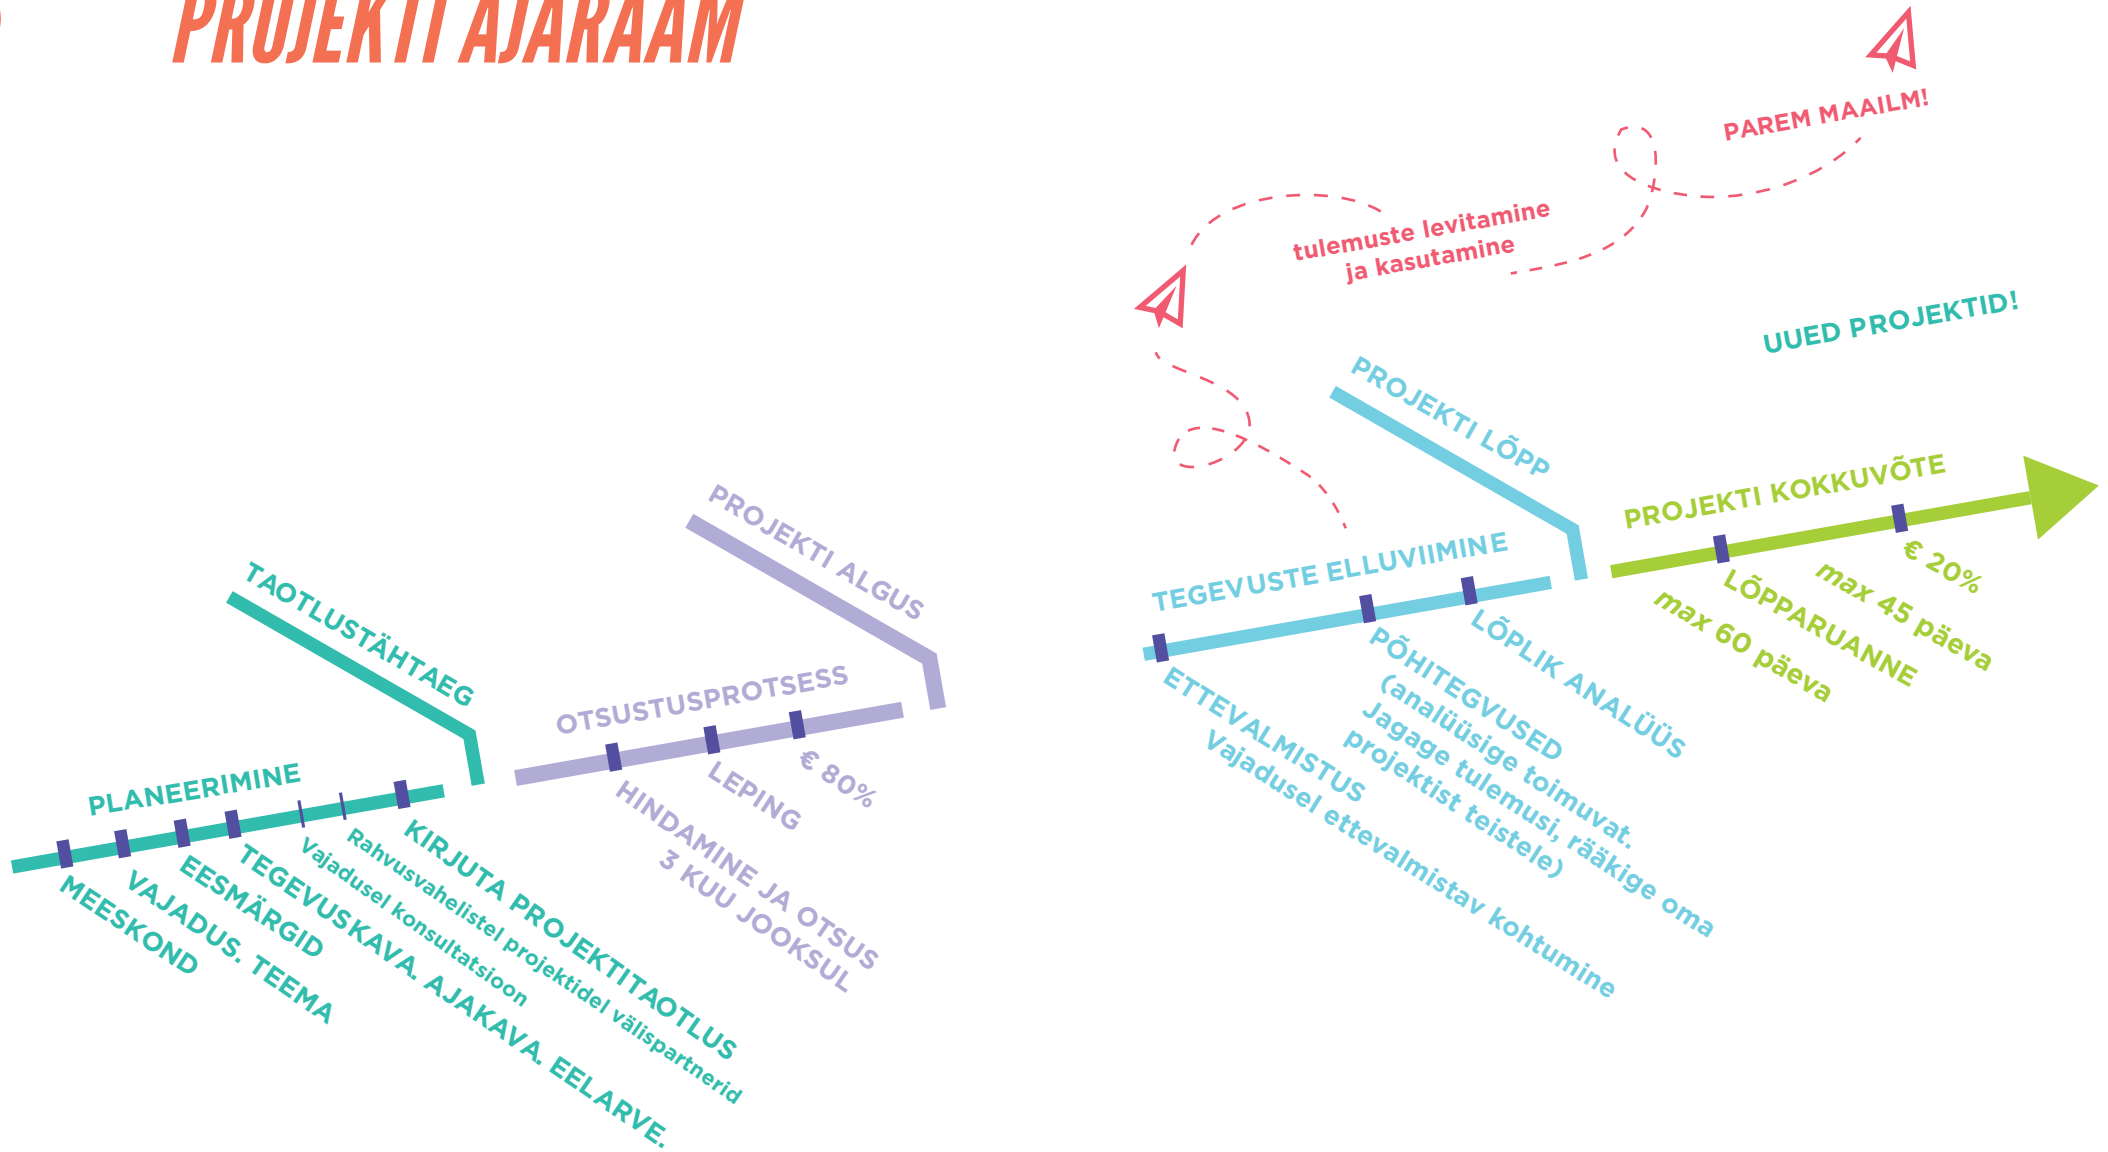 PROJEKTI AJARAAM
PLANEERIMINE
MEESKOND
VAJADUS. TEEMA
EESMÄRGID
TEGEVUSKAVA. AJAKAVA. EELARVE.
Vajadusel konsultatsioon
Rahvusvahelistel projektidel välispartnerid
KIRJUTA PROJEKTITAOTLUS
TAOTLUSTÄHTAEG
OTSUSTUSPROTSESS
HINDAMINE JA OTSUS
3 KUU JOOKSUL
LEPING
€ 80%
PROJEKTI ALGUS
TEGEVUSTE ELLUVIIMINE
ETTEVALMISTUS
Vajadusel ettevalmistav kohtumine
PÕHITEGVUSED
(analüüsige toimuvat.
Jagage tulemusi, rääkige oma
projektist teistele)
LÕPLIK ANALÜÜS
PROJEKTI LÕPP
tulemuste levitamine
ja kasutamine
PAREM MAAILM!
UUED PROJEKTID!
PROJEKTI KOKKUVÕTE
LÕPPARUANNE
max 60 päeva
€ 20%
max 45 päeva